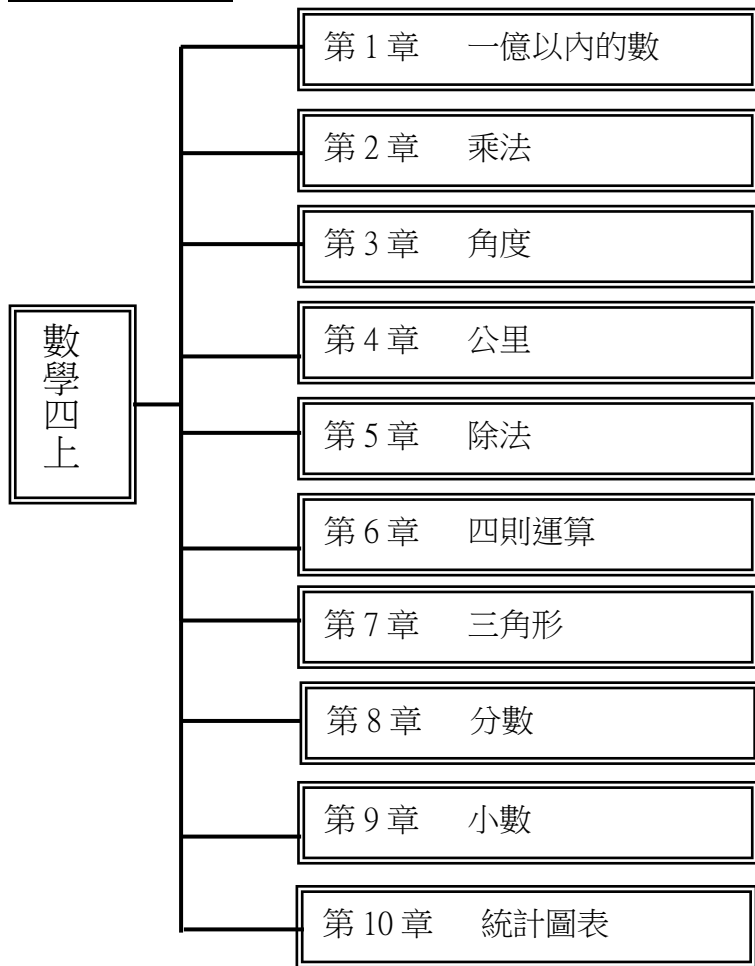 數學四上
第 1 章 一億以內的數
第 2 章 乘法
第 3 章 角度
第 4 章 公里
第 5 章 除法
第 6 章 四則運算
第 7 章 三角形
第 8 章 分數
第 9 章 小數
第 10 章 統計圖表